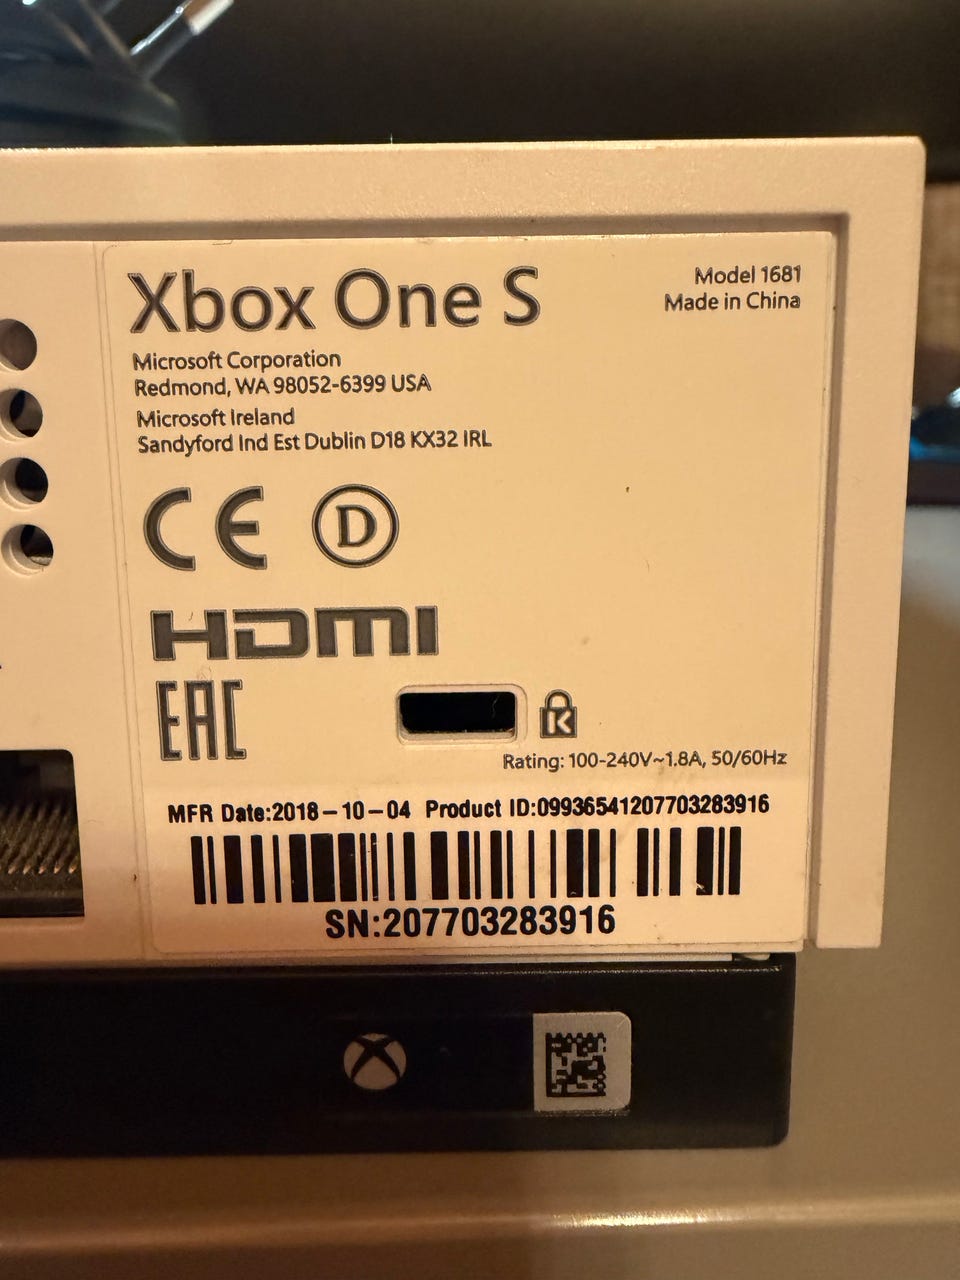 Xbox One S
Model 1681
Made in China
Microsoft Corporation
Redmond, WA 98052-6399 USA
Microsoft Ireland
Sandyford Ind Est Dublin D18 KX32 IRL
CE D
HDMI
EAC
K
Rating: 100-240V~1.8A, 50/60Hz
MFR Date:2018-10-04 Product ID:09936541207703283916
SN:207703283916